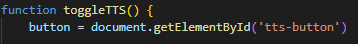 function toggleTTS() {
    button = document.getElementById('tts-button')